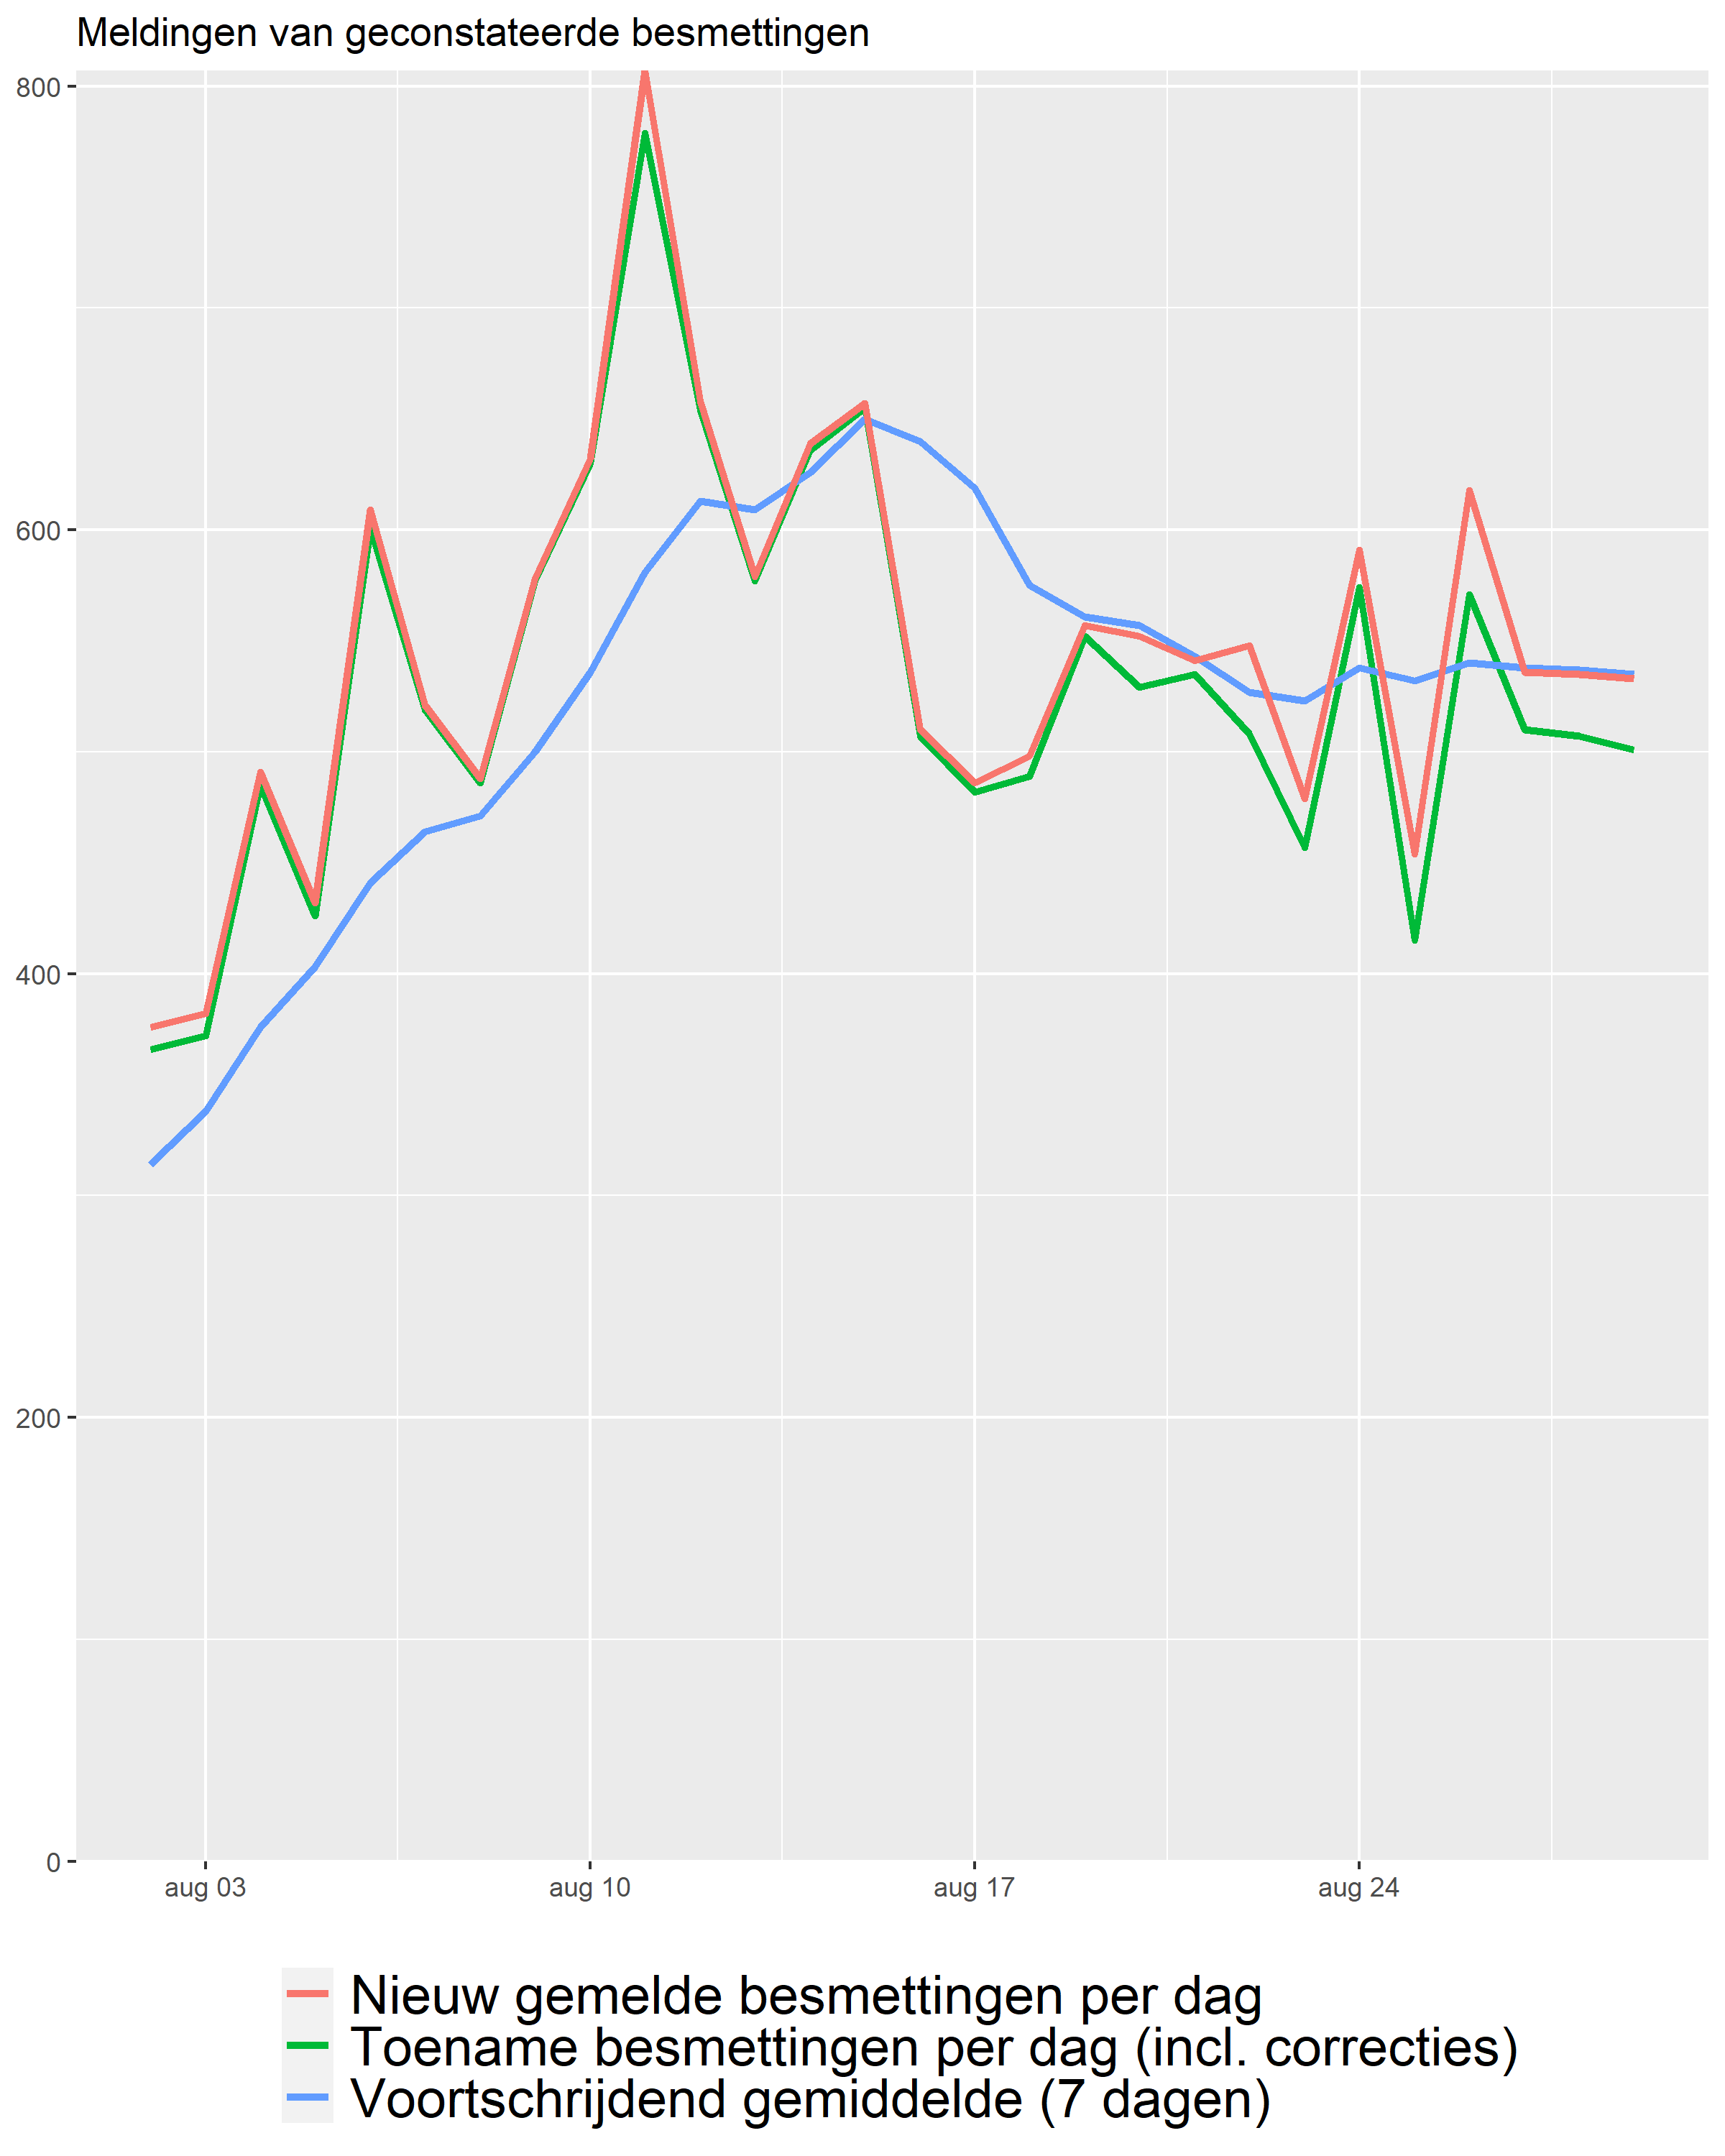 Meldingen van geconstateerde besmettingen
800
600
400
200
0
aug 03 aug 10 aug 17 aug 24
Nieuw gemelde besmettingen per dag
Toename besmettingen per dag (incl. correcties)
Voortschrijdend gemiddelde (7 dagen)